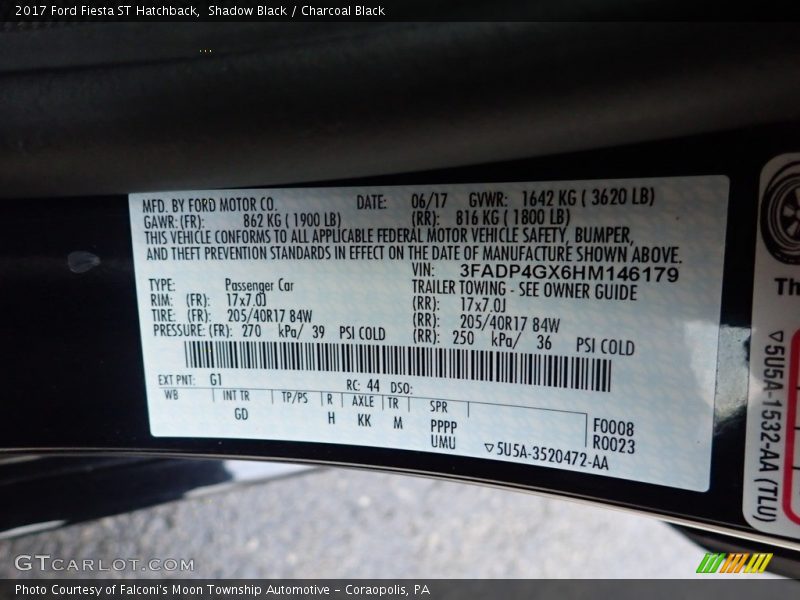 2017 Ford Fiesta ST Hatchback,  Shadow Black / Charcoal Black
MFD. BY FORD MOTOR CO. DATE: 06/17 GVWR: 1642 KG ( 3620 LB)
GAWR:(FR): 862 KG ( 1900 LB) (RR): 816 KG ( 1800 LB)
THIS VEHICLE CONFORMS TO ALL APPLICABLE FEDERAL MOTOR VEHICLE SAFETY, BUMPER,
AND THEFT PREVENTION STANDARDS IN EFFECT ON THE DATE OF MANUFACTURE SHOWN ABOVE.
VIN: 3FADP4GX6HM146179
TYPE: Passenger Car TRAILER TOWING - SEE OWNER GUIDE
RIM: (FR): 17x7.0J (RR): 17x7.0J
TIRE: (FR): 205/40R17 84W (RR): 205/40R17 84W
PRESSURE: (FR): 270 kPa/ 39 PSI COLD (RR): 250 kPa/ 36 PSI COLD
EXT PNT: G1 RC: 44 DSO:
WB INT TR TP/PS R AXLE TR SPR
GD H KK M PPPP F0008
UMU R0023
▽5U5A-3520472-AA
Th
▽5U5A-1532-AA (TLU)
GTCARLOT.COM
Photo Courtesy of Falconi's Moon Township Automotive – Coraopolis, PA